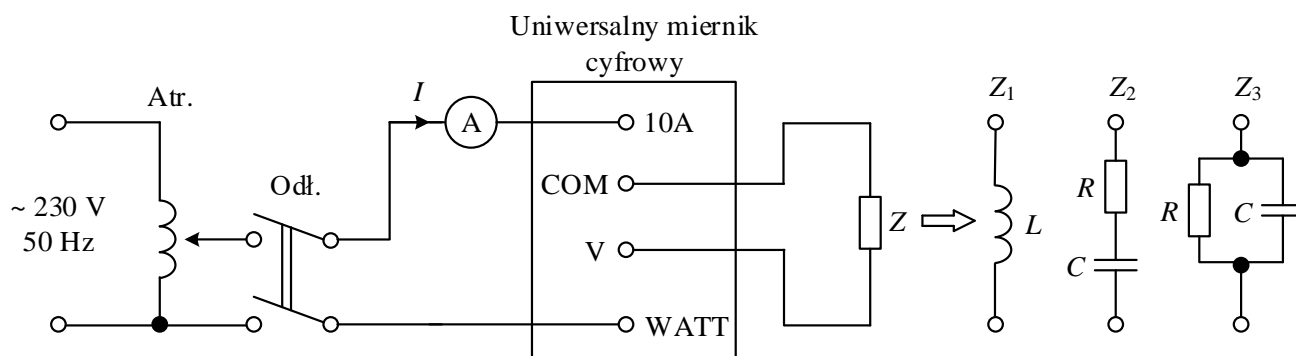 Uniwersalny miernik
cyfrowy
Atr.
I
A
10A
Z₁
Z₂
Z₃
Odł.
COM
R
R
C
~ 230 V
50 Hz
Z
L
V
C
WATT